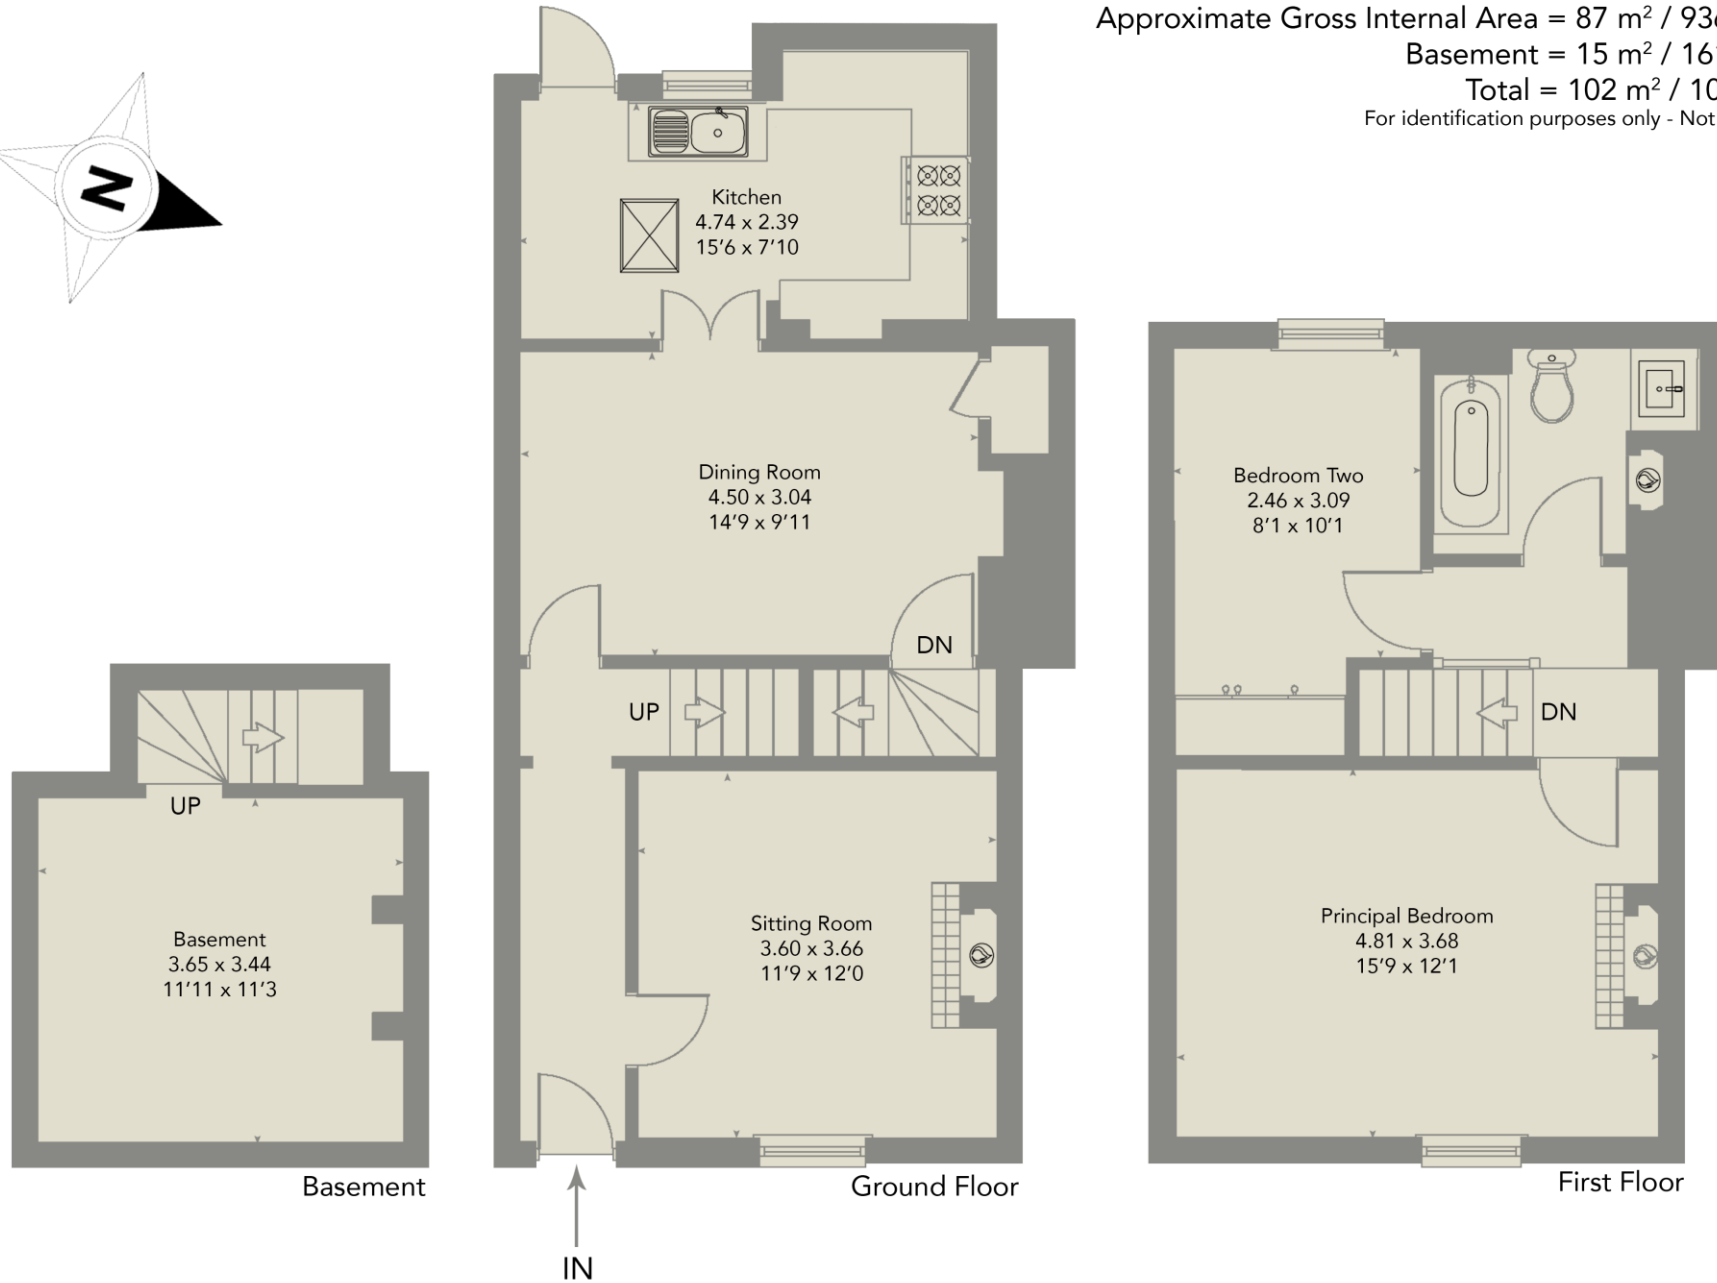 Approximate Gross Internal Area = 87 m² / 936
Basement = 15 m² / 161
Total = 102 m² / 10
For identification purposes only - Not
N
Kitchen
4.74 x 2.39
15'6 x 7'10
Dining Room
4.50 x 3.04
14'9 x 9'11
DN
UP
Sitting Room
3.60 x 3.66
11'9 x 12'0
IN
Ground Floor
UP
Basement
3.65 x 3.44
11'11 x 11'3
Basement
Bedroom Two
2.46 x 3.09
8'1 x 10'1
DN
Principal Bedroom
4.81 x 3.68
15'9 x 12'1
First Floor